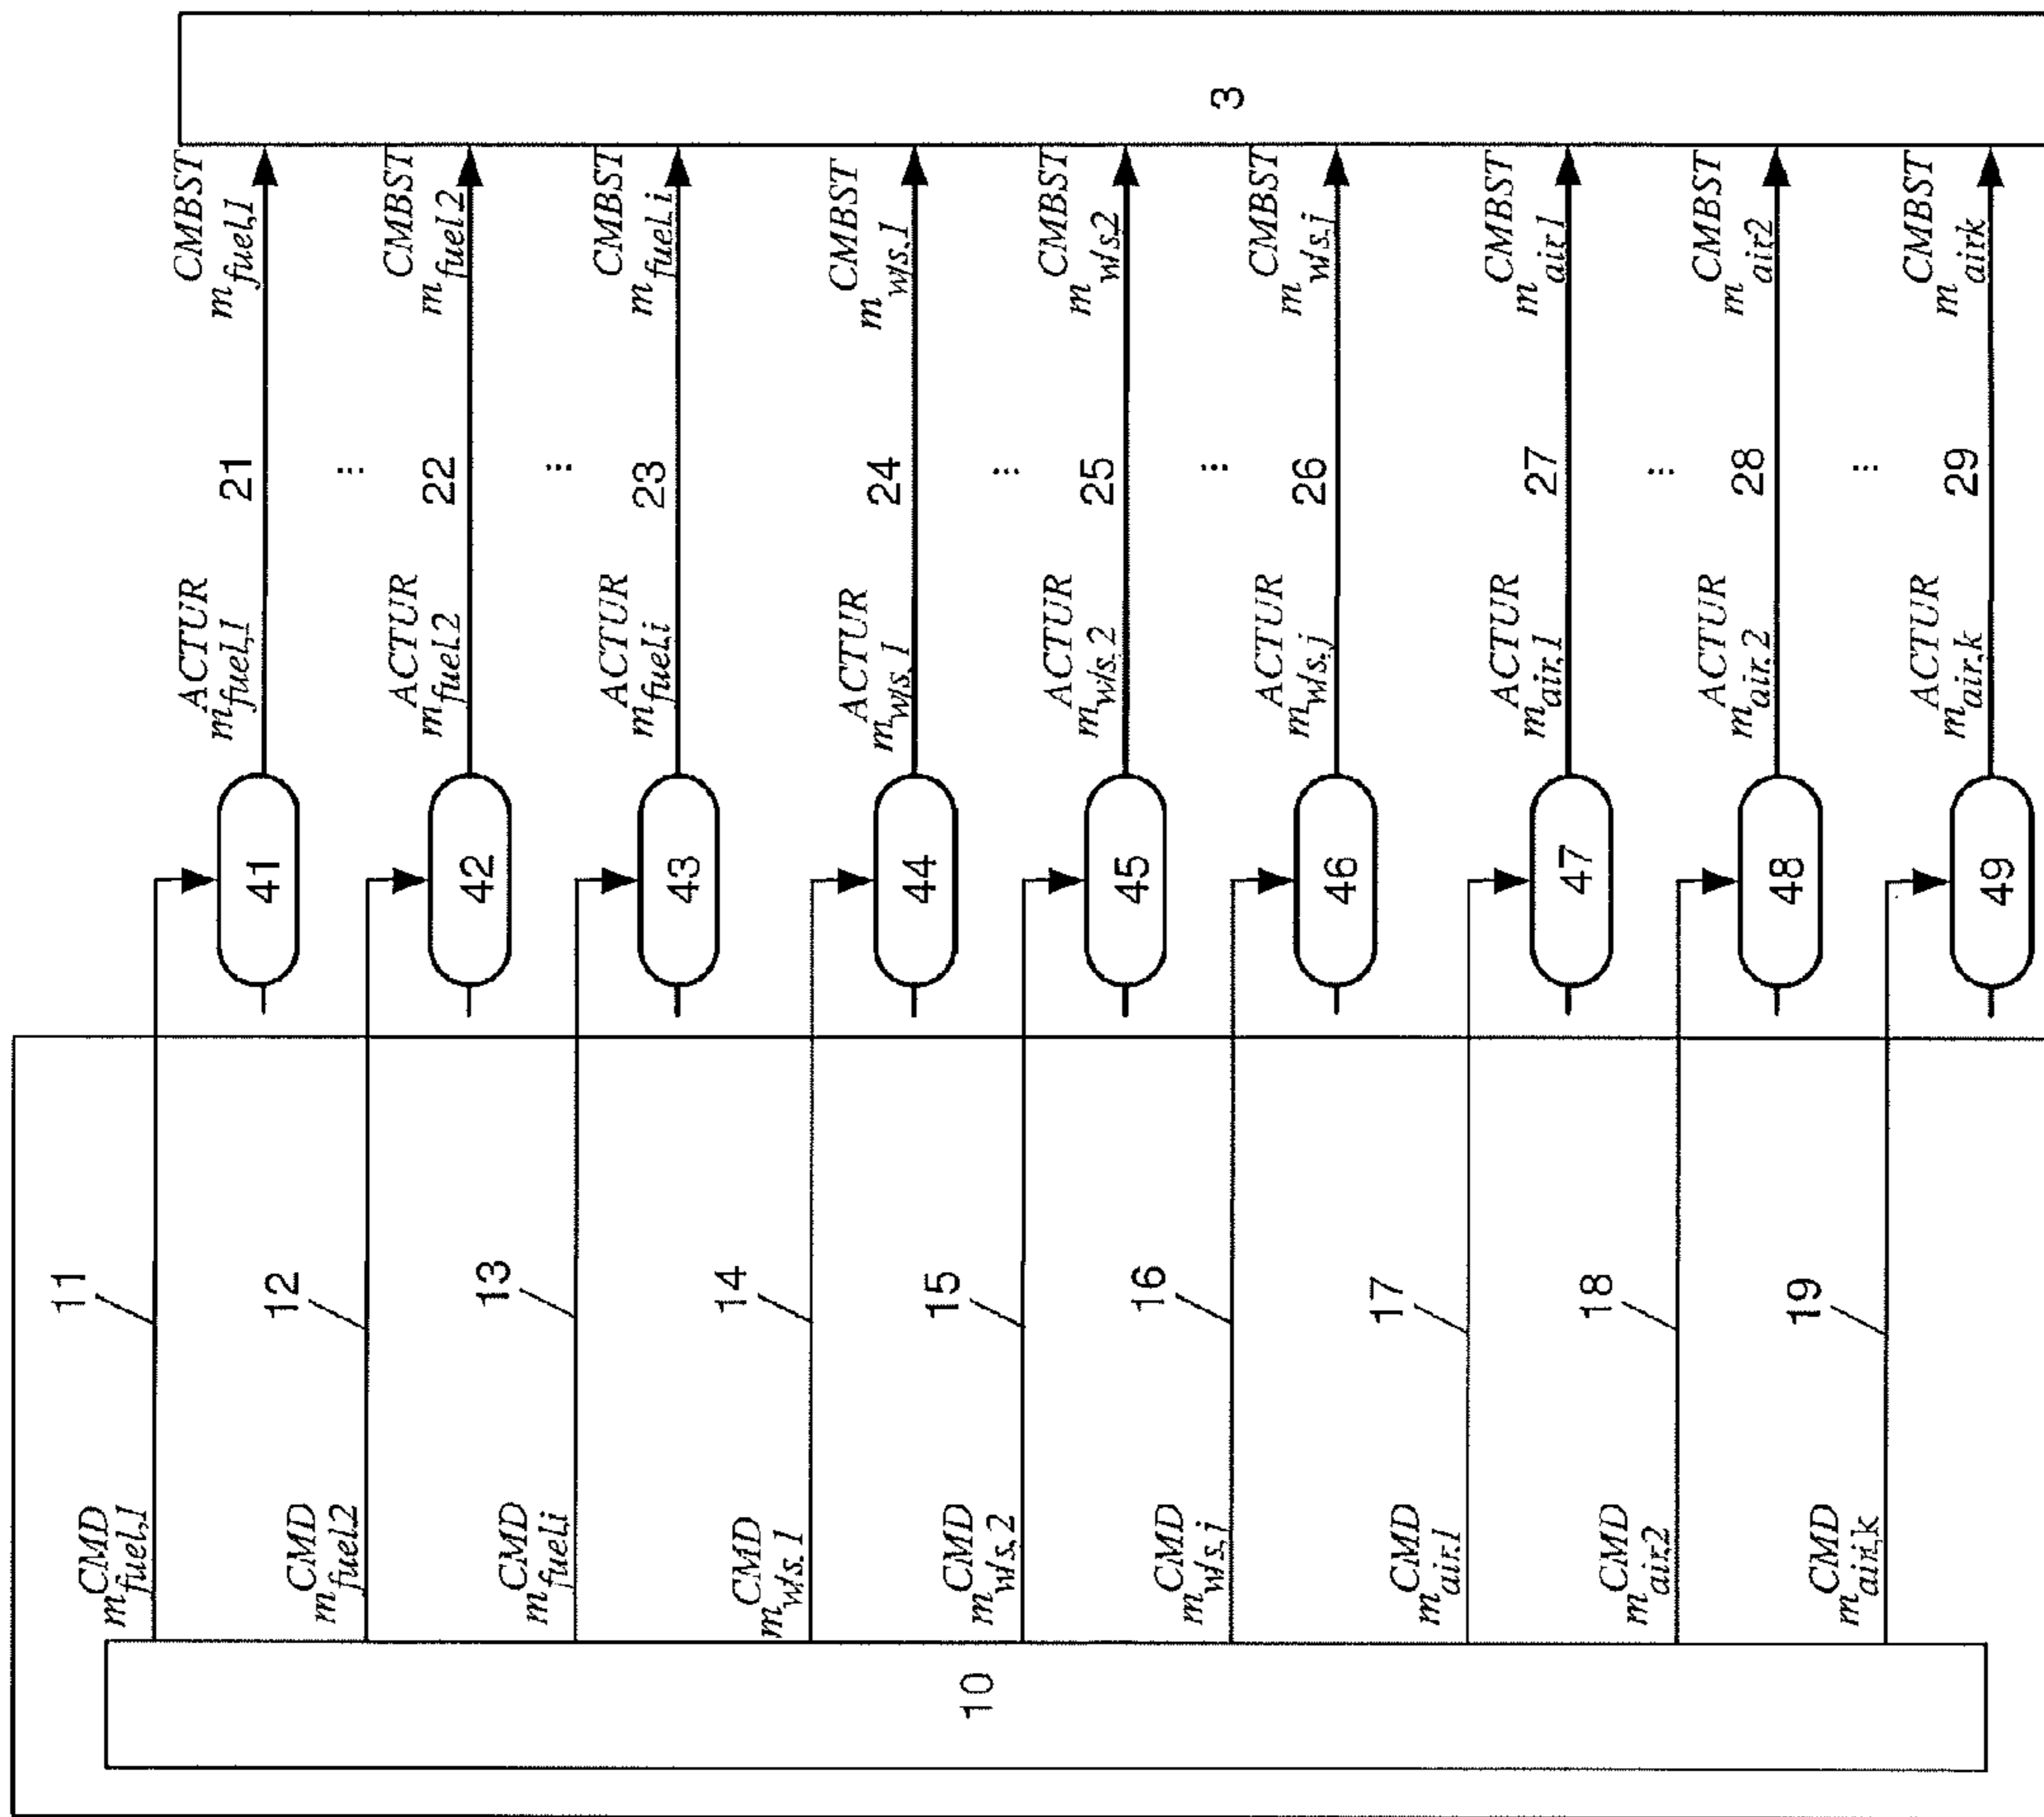 10
m CMD fuel,1
11
41
m ACTUR fuel,1
21
m CMBST fuel,1
...
m CMD fuel.2
12
42
m ACTUR fuel.2
22
m CMBST fuel.2
...
m CMD fuel.i
13
43
m ACTUR fuel.i
23
m CMBST fuel.i
m CMD w/s.1
14
44
m ACTUR w/s.1
24
m CMBST w/s.1
...
m CMD w/s.2
15
45
m ACTUR w/s.2
25
m CMBST w/s.2
...
m CMD w/s.j
16
46
m ACTUR w/s.j
26
m CMBST w/s.j
m CMD air.1
17
47
m ACTUR air.1
27
m CMBST air.1
...
m CMD air.2
18
48
m ACTUR air.2
28
m CMBST air2
...
m CMD air,k
19
49
m ACTUR air.k
29
m CMBST airk
3